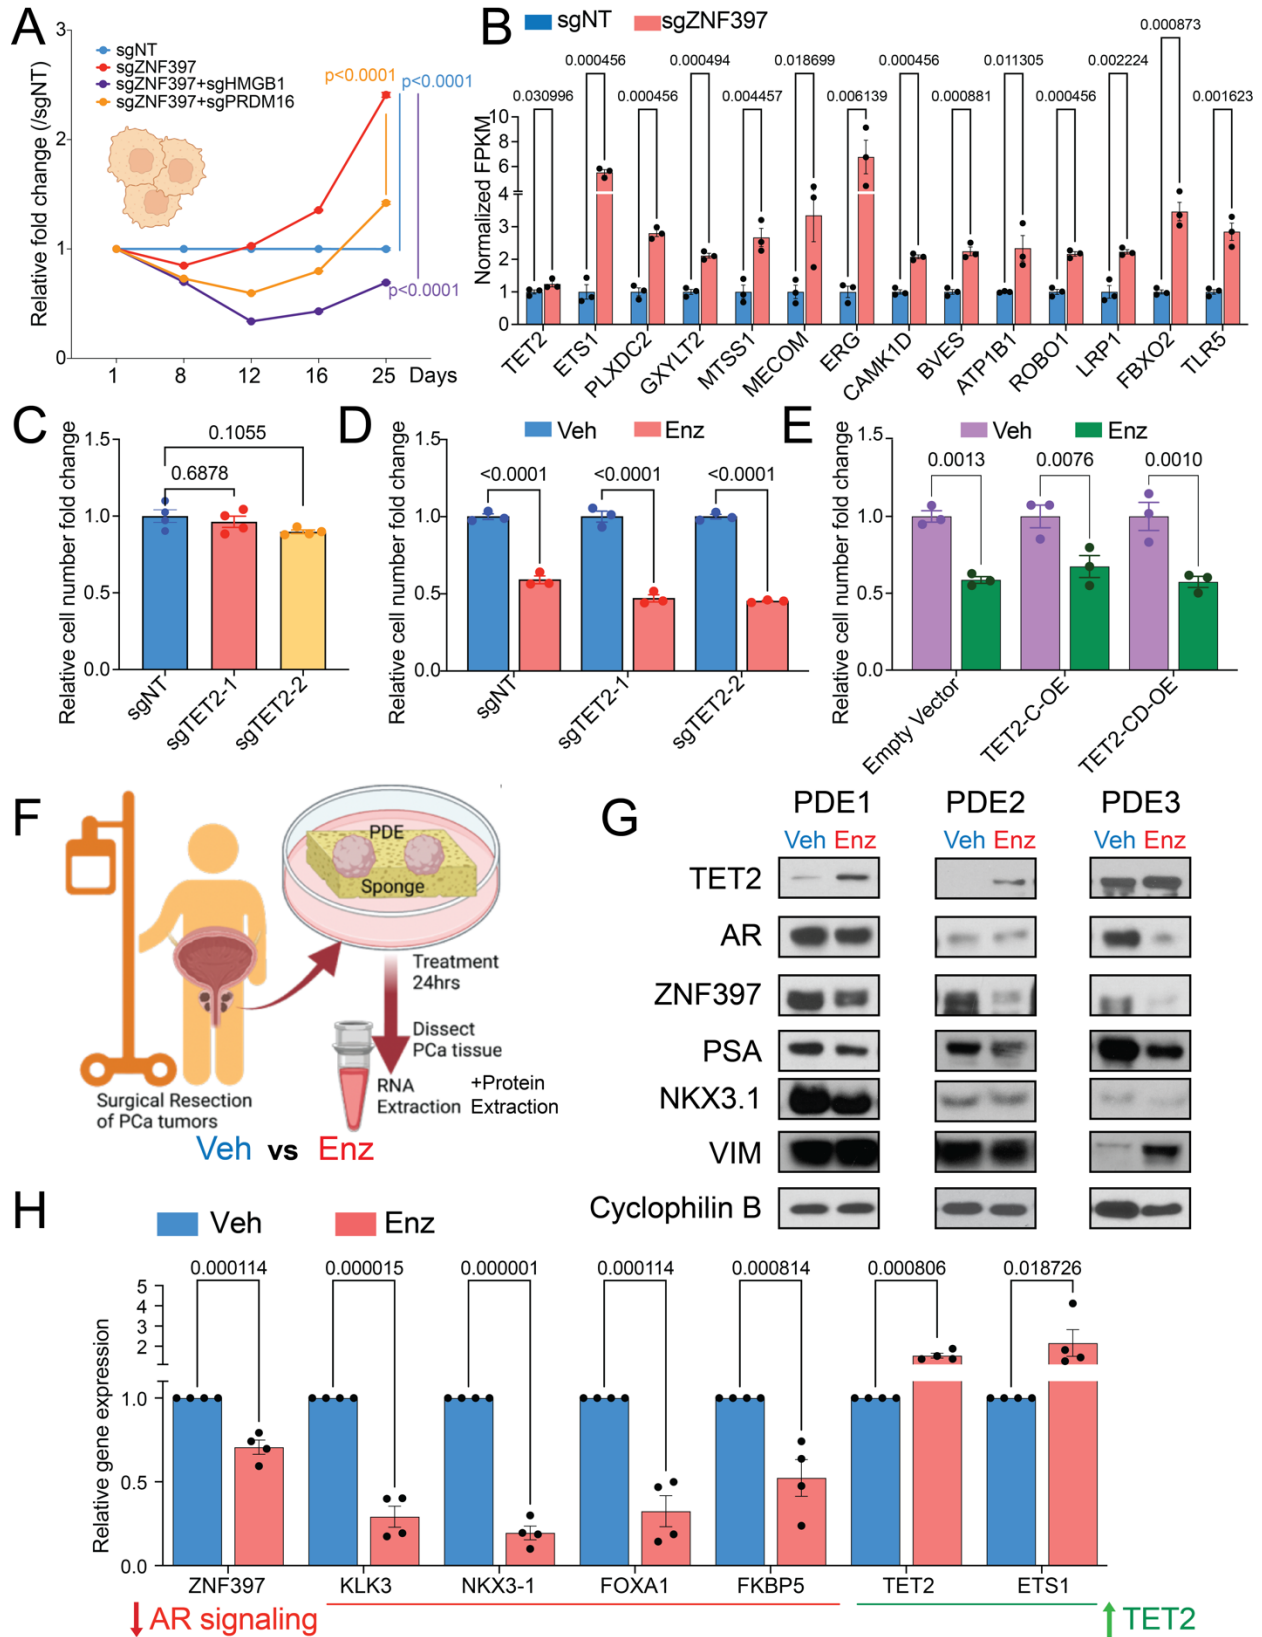 A
3
2
1
0
Relative fold change (/sgNT)
sgNT
sgZNF397
sgZNF397+sgHMGB1
sgZNF397+sgPRDM16
p<0.0001
p<0.0001
p<0.0001
1 8 12 16 25 Days
B
sgNT sgZNF397
Normalized FPKM
10
8
6
4
3
2
1
0
0.030996
0.000456
0.000456
0.000494
0.004457
0.018699
0.006139
0.000456
0.000881
0.011305
0.000456
0.002224
0.000873
0.001623
TET2
ETS1
PLXDC2
GXYLT2
MTSS1
MECOM
ERG
CAMK1D
BVES
ATP1B1
ROBO1
LRP1
FBXO2
TLR5
C
Relative cell number fold change
1.5
1.0
0.5
0.0
0.1055
0.6878
sgNT
sgTET2-1
sgTET2-2
D
Veh Enz
Relative cell number fold change
1.5
1.0
0.5
0.0
<0.0001 <0.0001 <0.0001
sgNT
sgTET2-1
sgTET2-2
E
Veh Enz
Relative cell number fold change
1.5
1.0
0.5
0.0
0.0013 0.0076 0.0010
Empty Vector
TET2-C-OE
TET2-CD-OE
F
PDE
Sponge
Treatment
24hrs
Dissect
PCa tissue
RNA
Extraction
+Protein
Extraction
Surgical Resection
of PCa tumors
Veh vs Enz
G
PDE1 PDE2 PDE3
Veh Enz Veh Enz Veh Enz
TET2
AR
ZNF397
PSA
NKX3.1
VIM
Cyclophilin B
H
Veh Enz
Relative gene expression
5
4
3
2
1.0
0.5
0.0
0.000114 0.000015 0.000001 0.000114 0.000814 0.000806 0.018726
ZNF397 KLK3 NKX3-1 FOXA1 FKBP5 TET2 ETS1
AR signaling
TET2